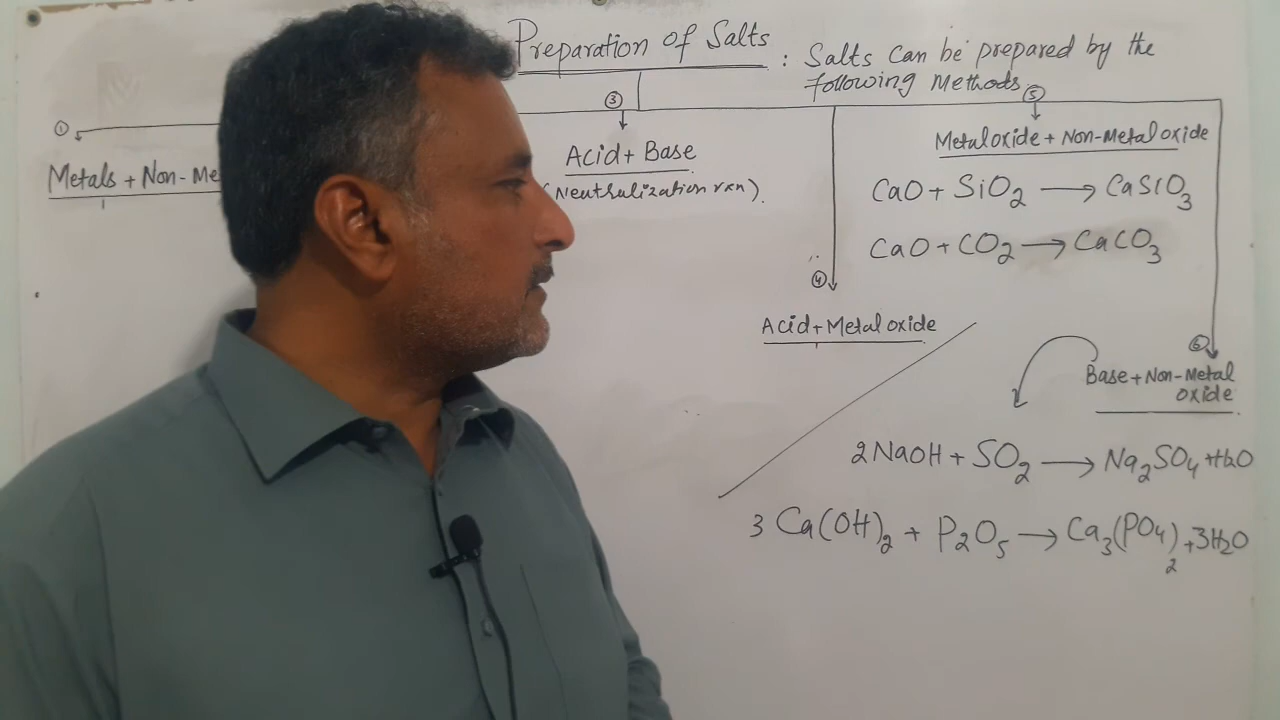 Preparation of Salts : Salts can be prepared by the
following Methods
① Metals + Non-Me
③ Acid + Base
(Neutralization rxn).
④ Acid + Metal oxide
⑤ Metal oxide + Non-Metal oxide
CaO + SiO₂ → CaSiO₃
CaO + CO₂ → CaCO₃
⑥ Base + Non-Metal
oxide
2NaOH + SO₂ → Na₂SO₄ + H₂O
3 Ca(OH)₂ + P₂O₅ → Ca₃(PO₄)₂ + 3H₂O